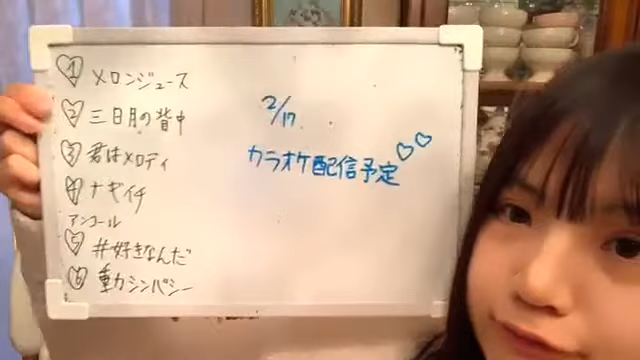 1 メロンジュース
2 三日月の背中
3 君はメロディ
4 ナギイチ
アンコール
5 #好きなんだ
6 重力シンパシー
2/17
カラオケ配信予定